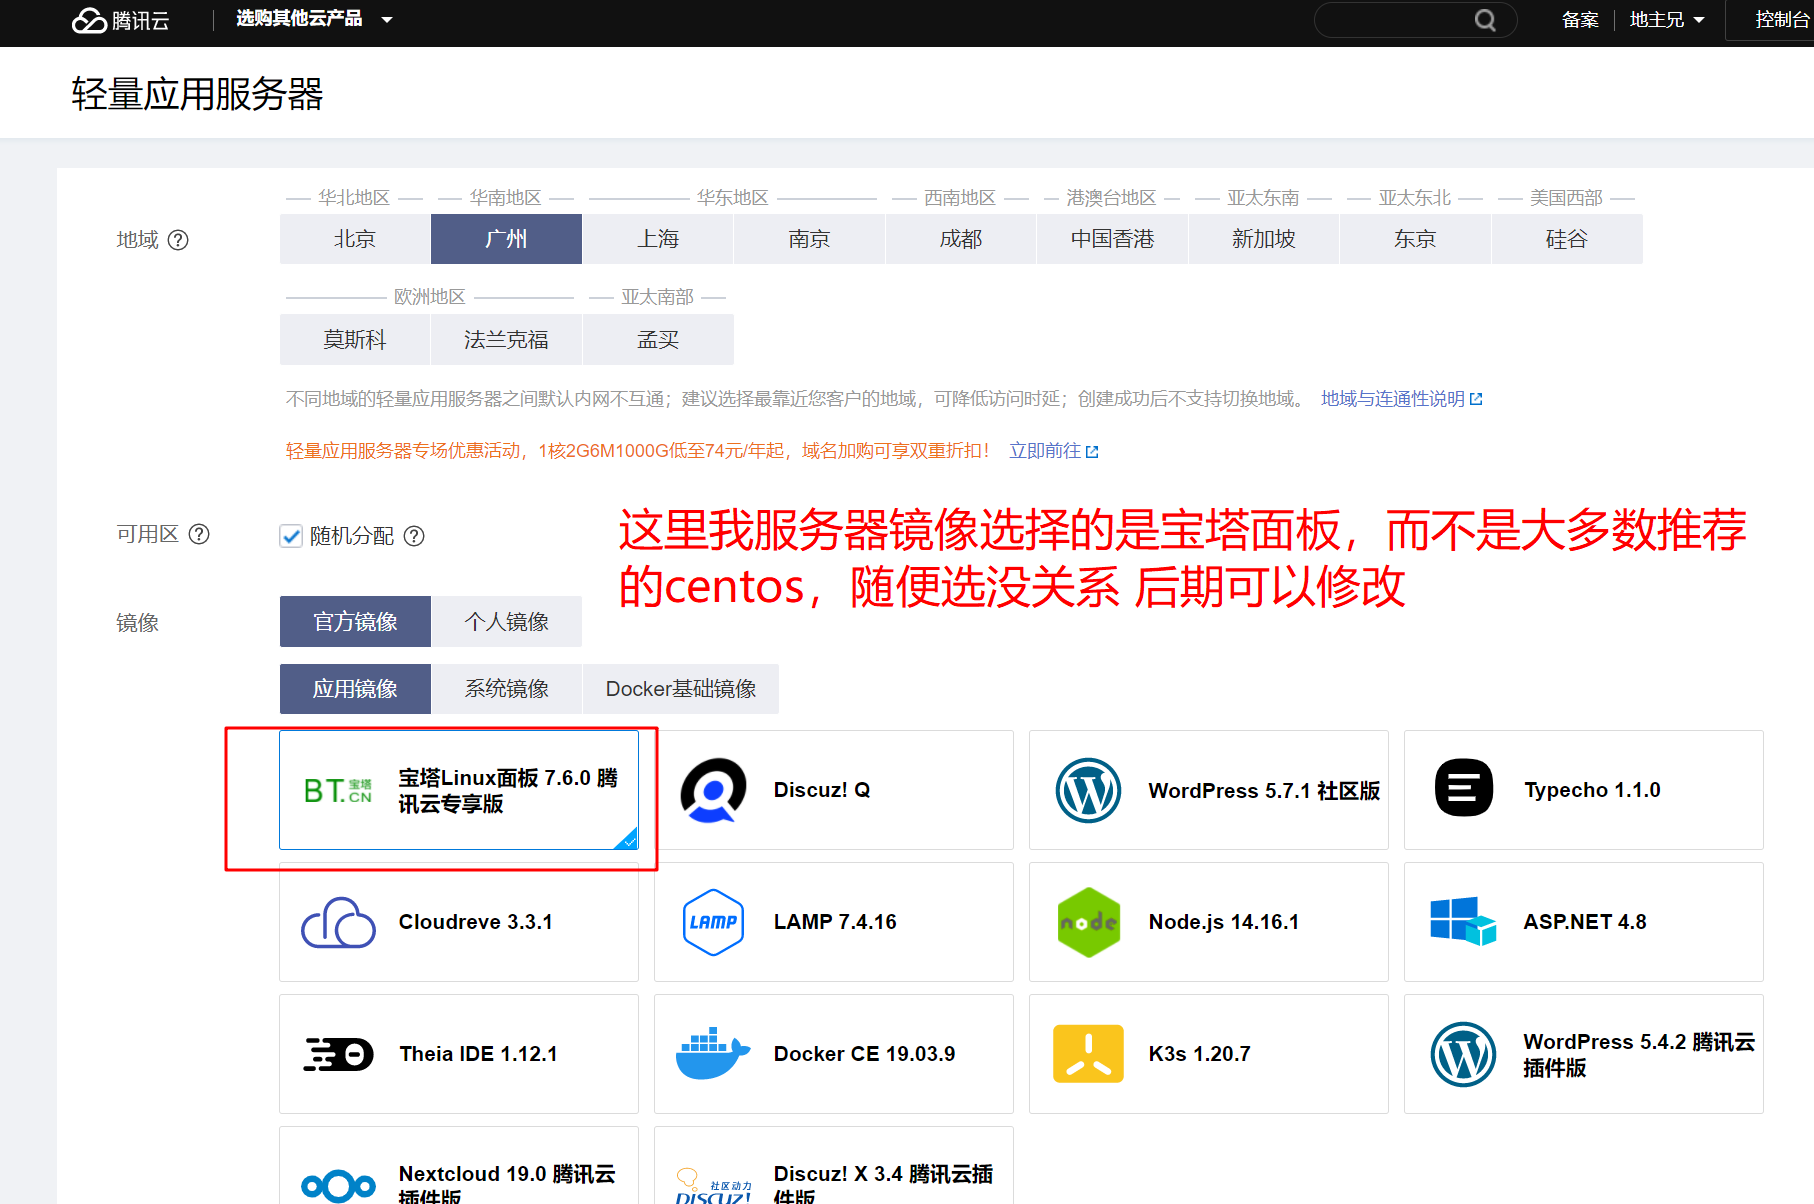 腾讯云
选购其他云产品
备案
地主兄
控制台
轻量应用服务器
华北地区 华南地区 华东地区 西南地区 港澳台地区 亚太东南 亚太东北 美国西部
地域
北京 广州 上海 南京 成都 中国香港 新加坡 东京 硅谷
欧洲地区 亚太南部
莫斯科 法兰克福 孟买
不同地域的轻量应用服务器之间默认内网不互通；建议选择最靠近您客户的地域，可降低访问时延；创建成功后不支持切换地域。 地域与连通性说明
轻量应用服务器专场优惠活动，1核2G6M1000G低至74元/年起，域名加购可享双重折扣！ 立即前往
可用区
随机分配
这里我服务器镜像选择的是宝塔面板，而不是大多数推荐
的centos，随便选没关系 后期可以修改
镜像
官方镜像 个人镜像
应用镜像 系统镜像 Docker基础镜像
BT.宝塔.CN
宝塔Linux面板 7.6.0 腾
讯云专享版
Discuz! Q
WordPress 5.7.1 社区版
Typecho 1.1.0
Cloudreve 3.3.1
LAMP
LAMP 7.4.16
node
Node.js 14.16.1
ASP.NET 4.8
Theia IDE 1.12.1
Docker CE 19.03.9
K3s 1.20.7
WordPress 5.4.2 腾讯云
插件版
Nextcloud 19.0 腾讯云
插件版
社区动力
DISCUZ!
Discuz! X 3.4 腾讯云插
件版